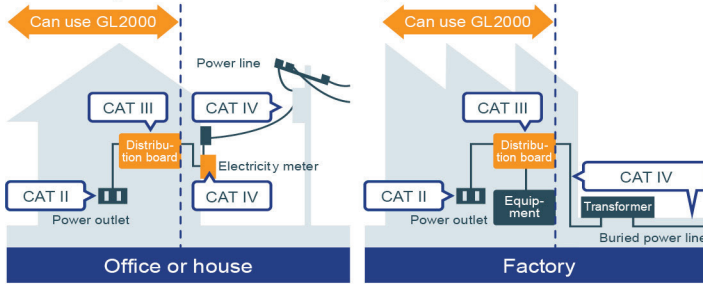 Can use GL2000
Power line
CAT III
CAT IV
Distribu-
tion board
Electricity meter
CAT II
CAT IV
Power outlet
Office or house
Can use GL2000
CAT III
Distribu-
tion board
CAT IV
CAT II
Equip-
ment
Transformer
Power outlet
Buried power line
Factory